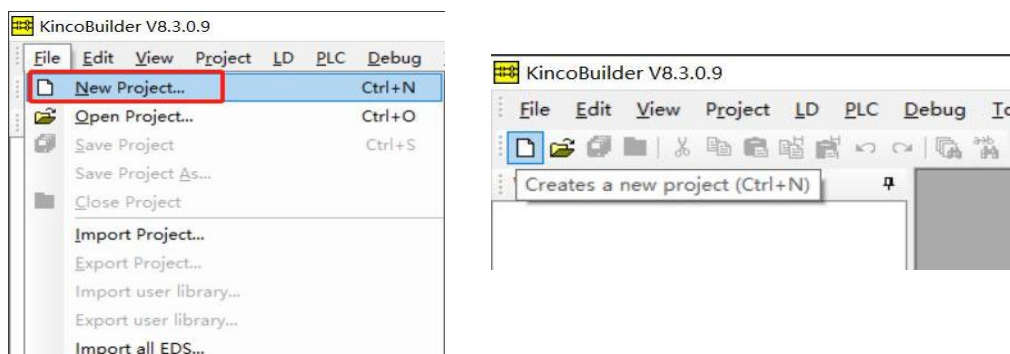 KincoBuilder V8.3.0.9
File Edit View Project LD PLC Debug
New Project... Ctrl+N
Open Project... Ctrl+O
Save Project Ctrl+S
Save Project As...
Close Project
Import Project...
Export Project...
Import user library...
Export user library...
Import all EDS...
KincoBuilder V8.3.0.9
File Edit View Project LD PLC Debug To
Creates a new project (Ctrl+N)